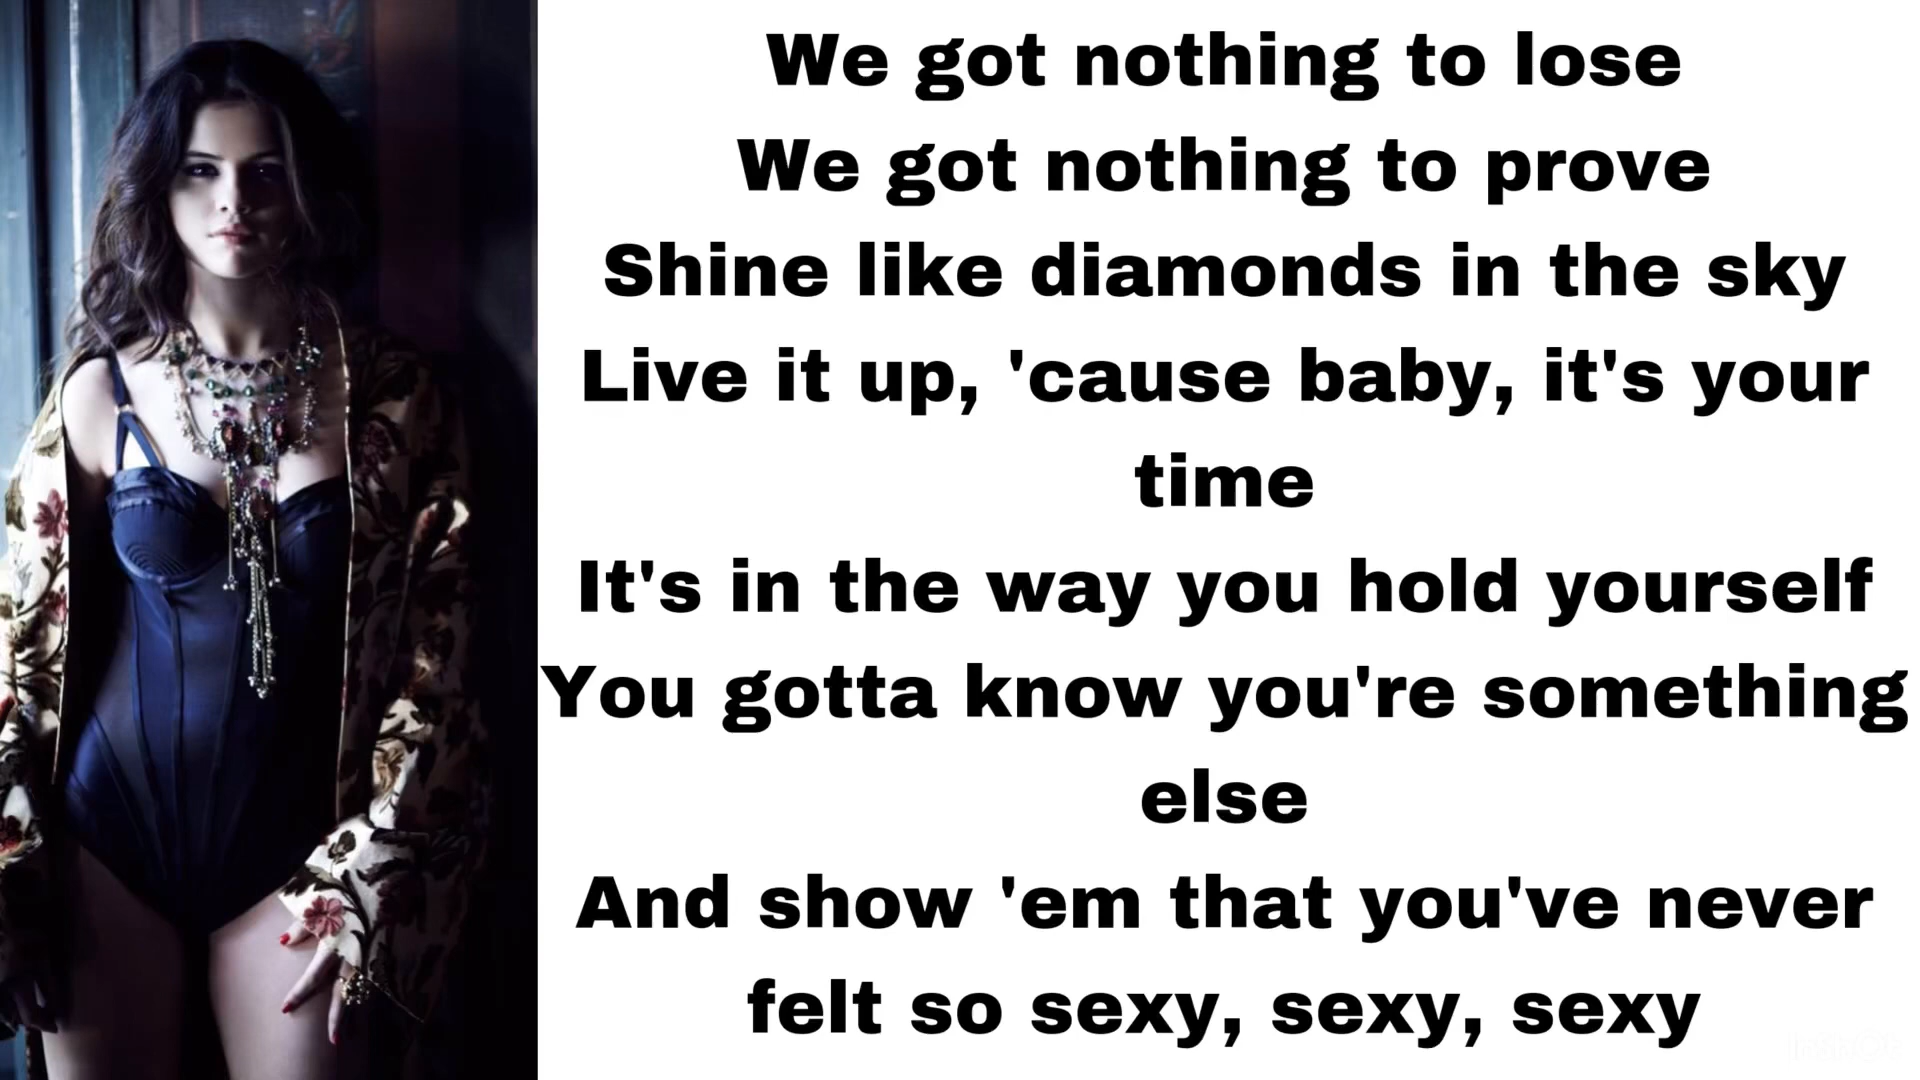 We got nothing to lose
We got nothing to prove
Shine like diamonds in the sky
Live it up, 'cause baby, it's your
time
It's in the way you hold yourself
You gotta know you're something
else
And show 'em that you've never
felt so sexy, sexy, sexy